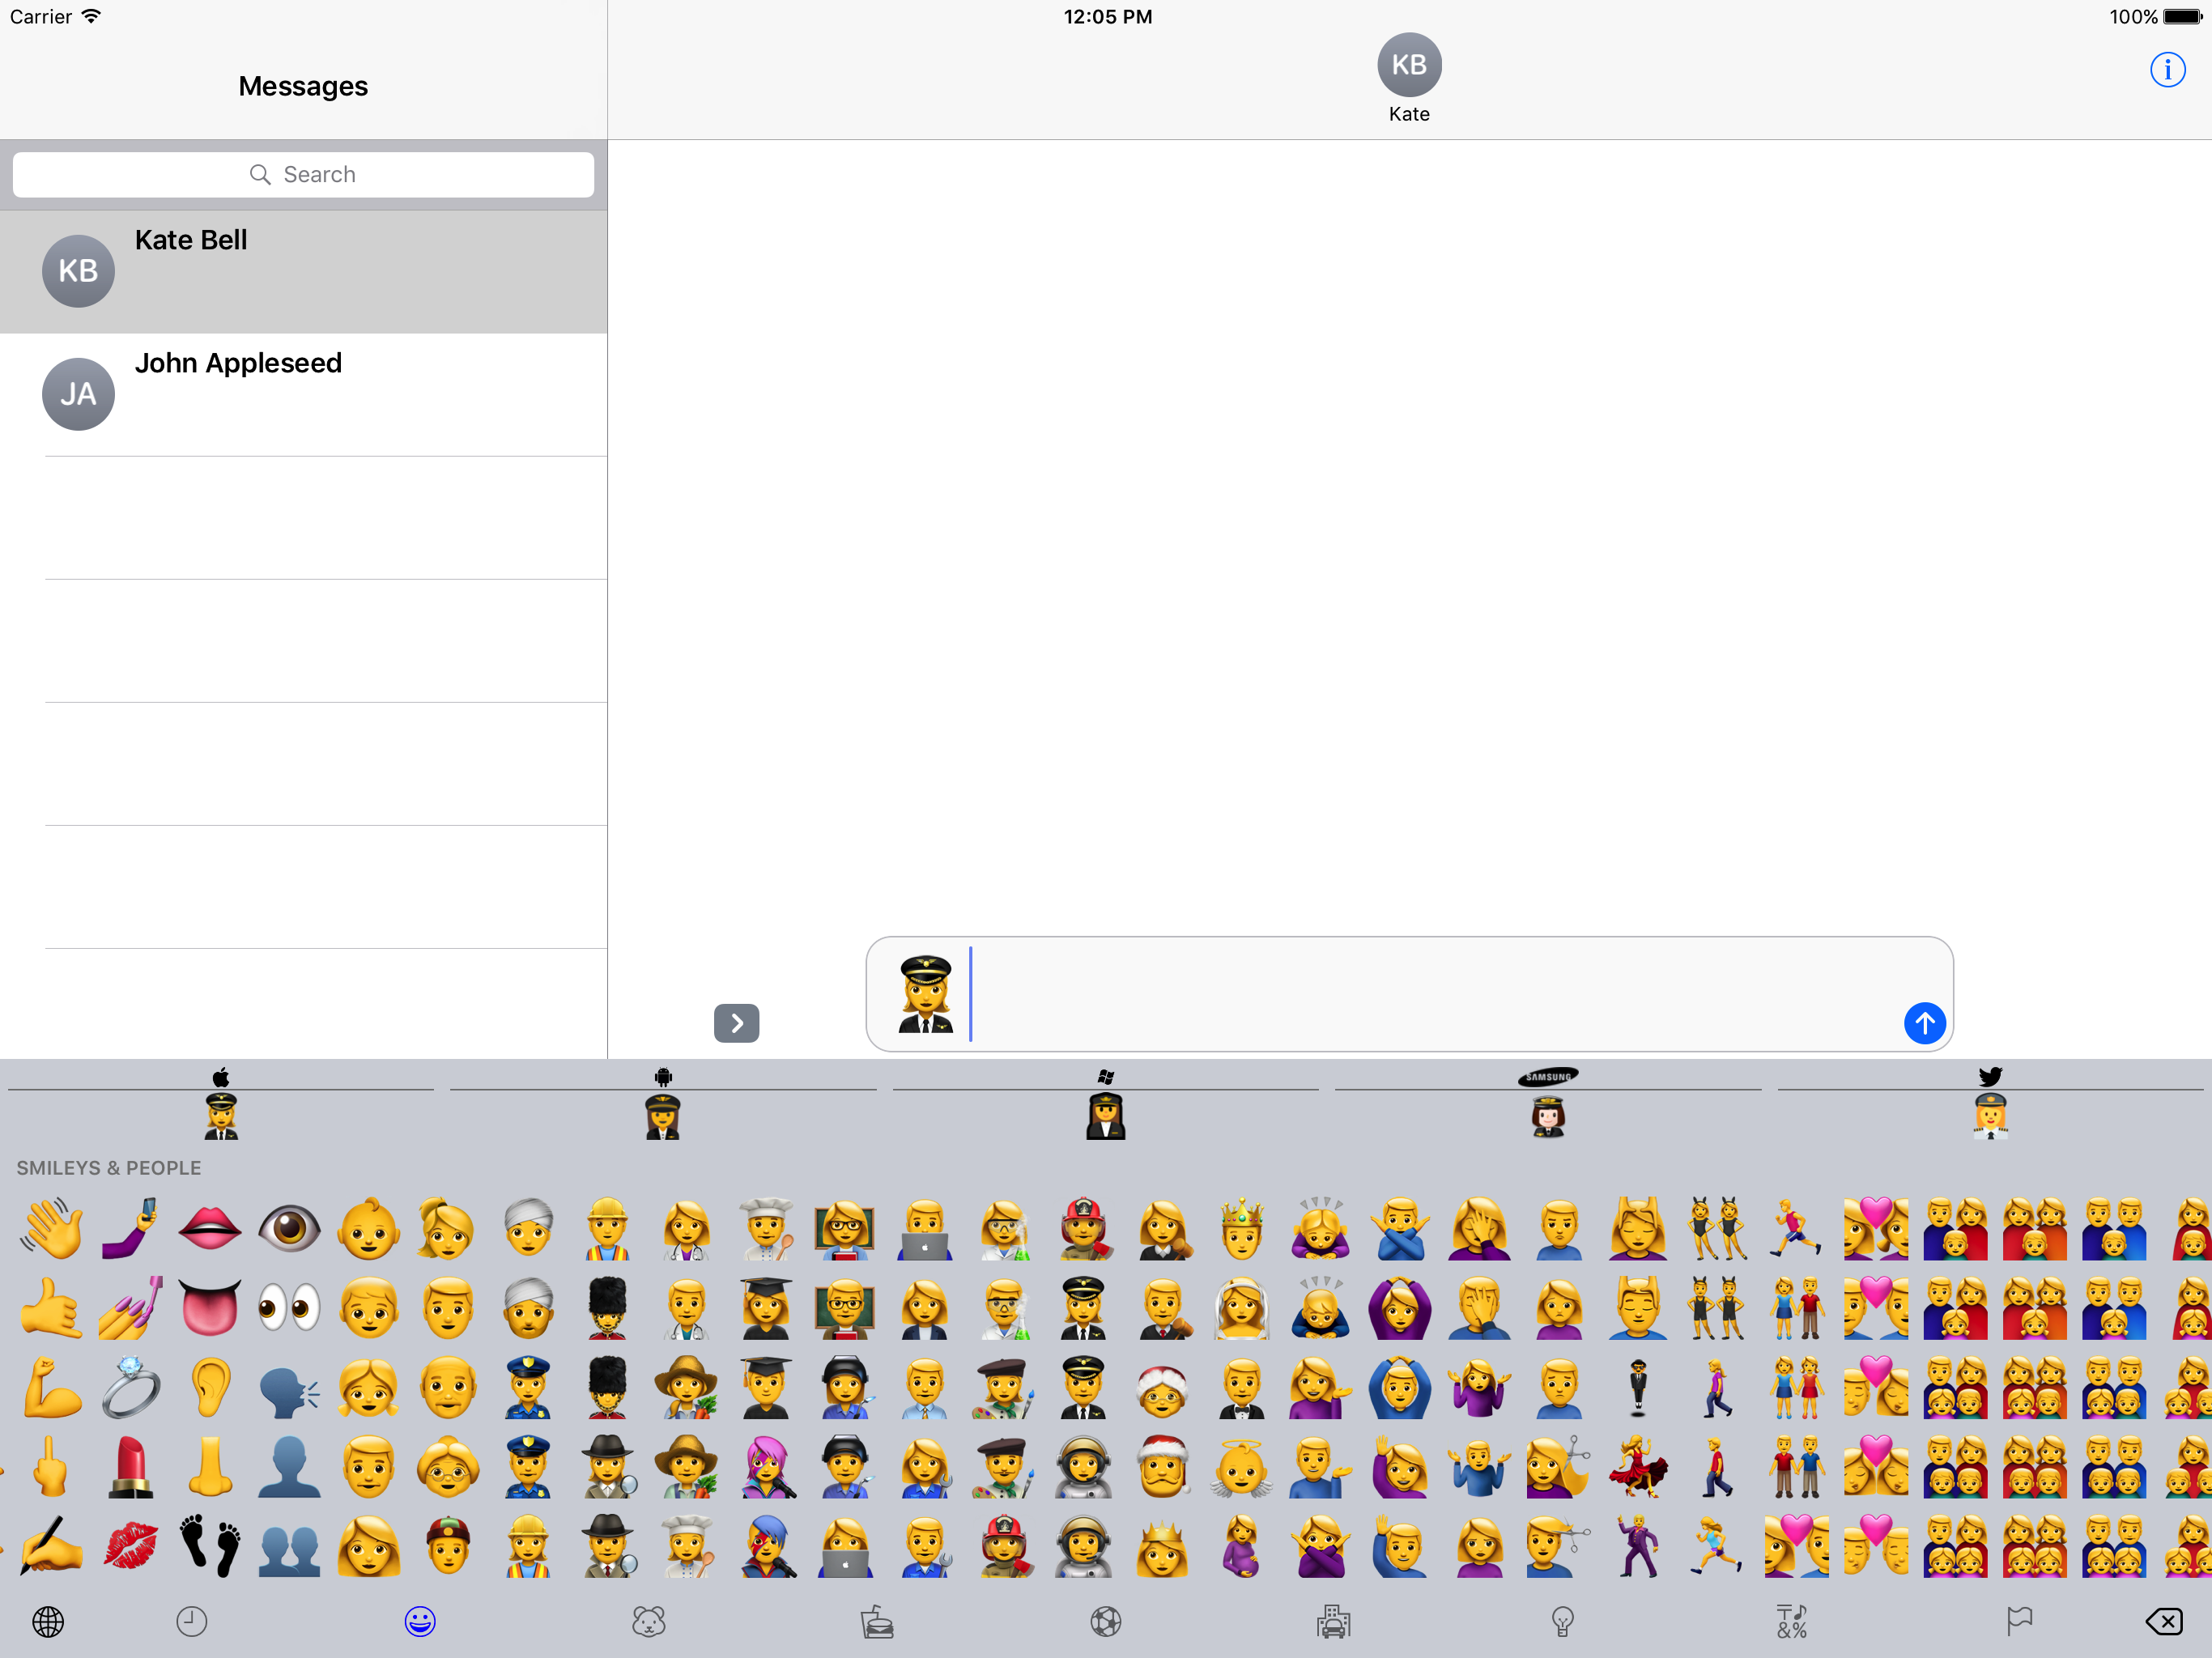 Carrier
12:05 PM
100%
Messages
KB
Kate
Search
KB
Kate Bell
JA
John Appleseed
SAMSUNG
SMILEYS & PEOPLE
T
&%